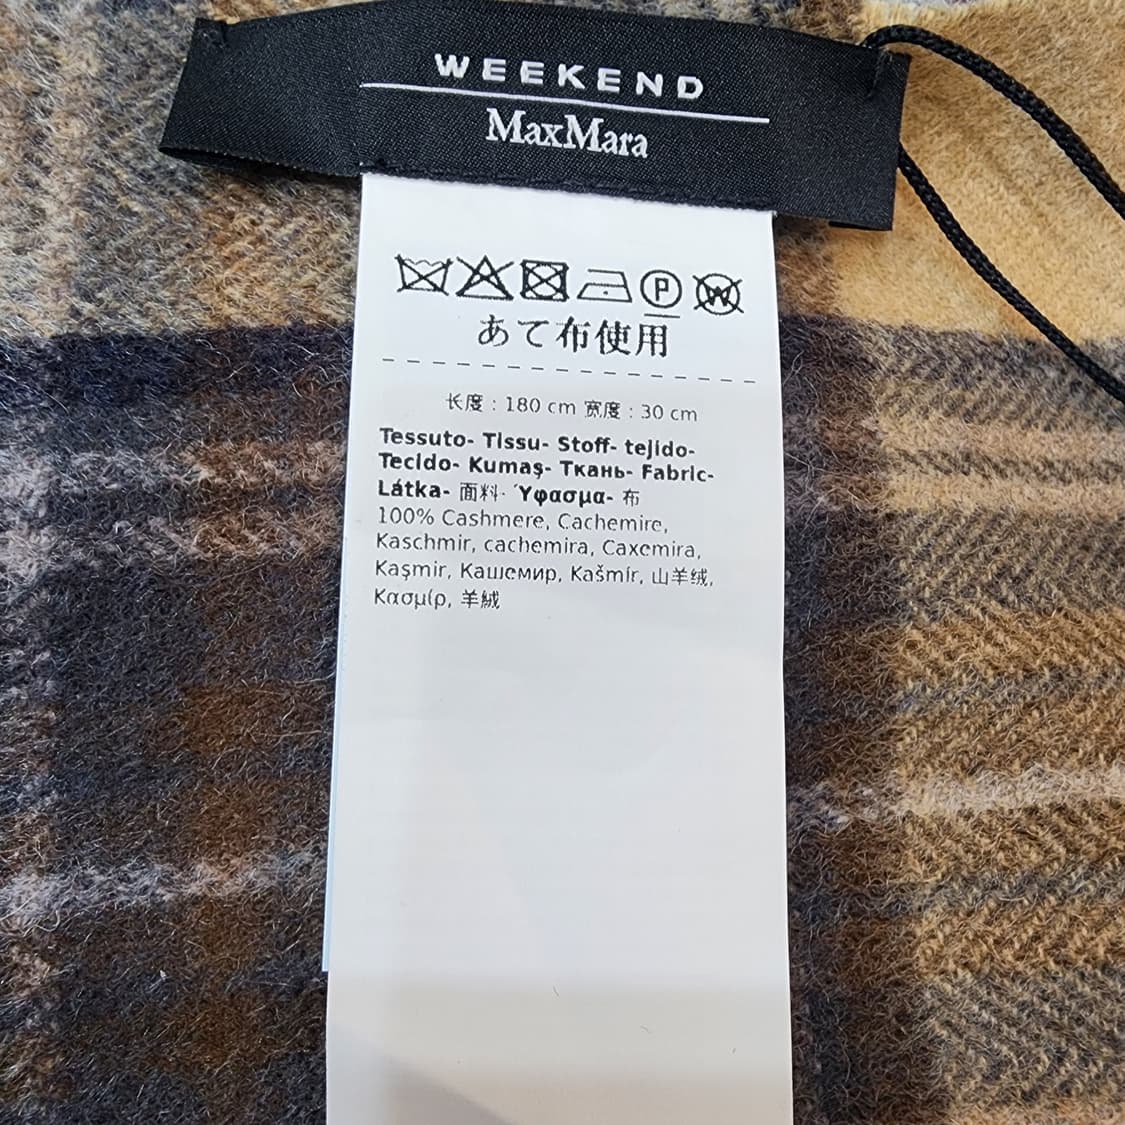 WEEKEND
MaxMara
P W
あて布使用
长度 : 180 cm 宽度 : 30 cm
Tessuto- Tissu- Stoff- tejido-
Tecido- Kumaş- Ткань- Fabric-
Látka- 面料- Ύφασμα- 布
100% Cashmere, Cachemire,
Kaschmir, cachemira, Caxemira,
Kaşmir, Кашемир, Kašmír, 山羊绒,
Κασμίρ, 羊絨